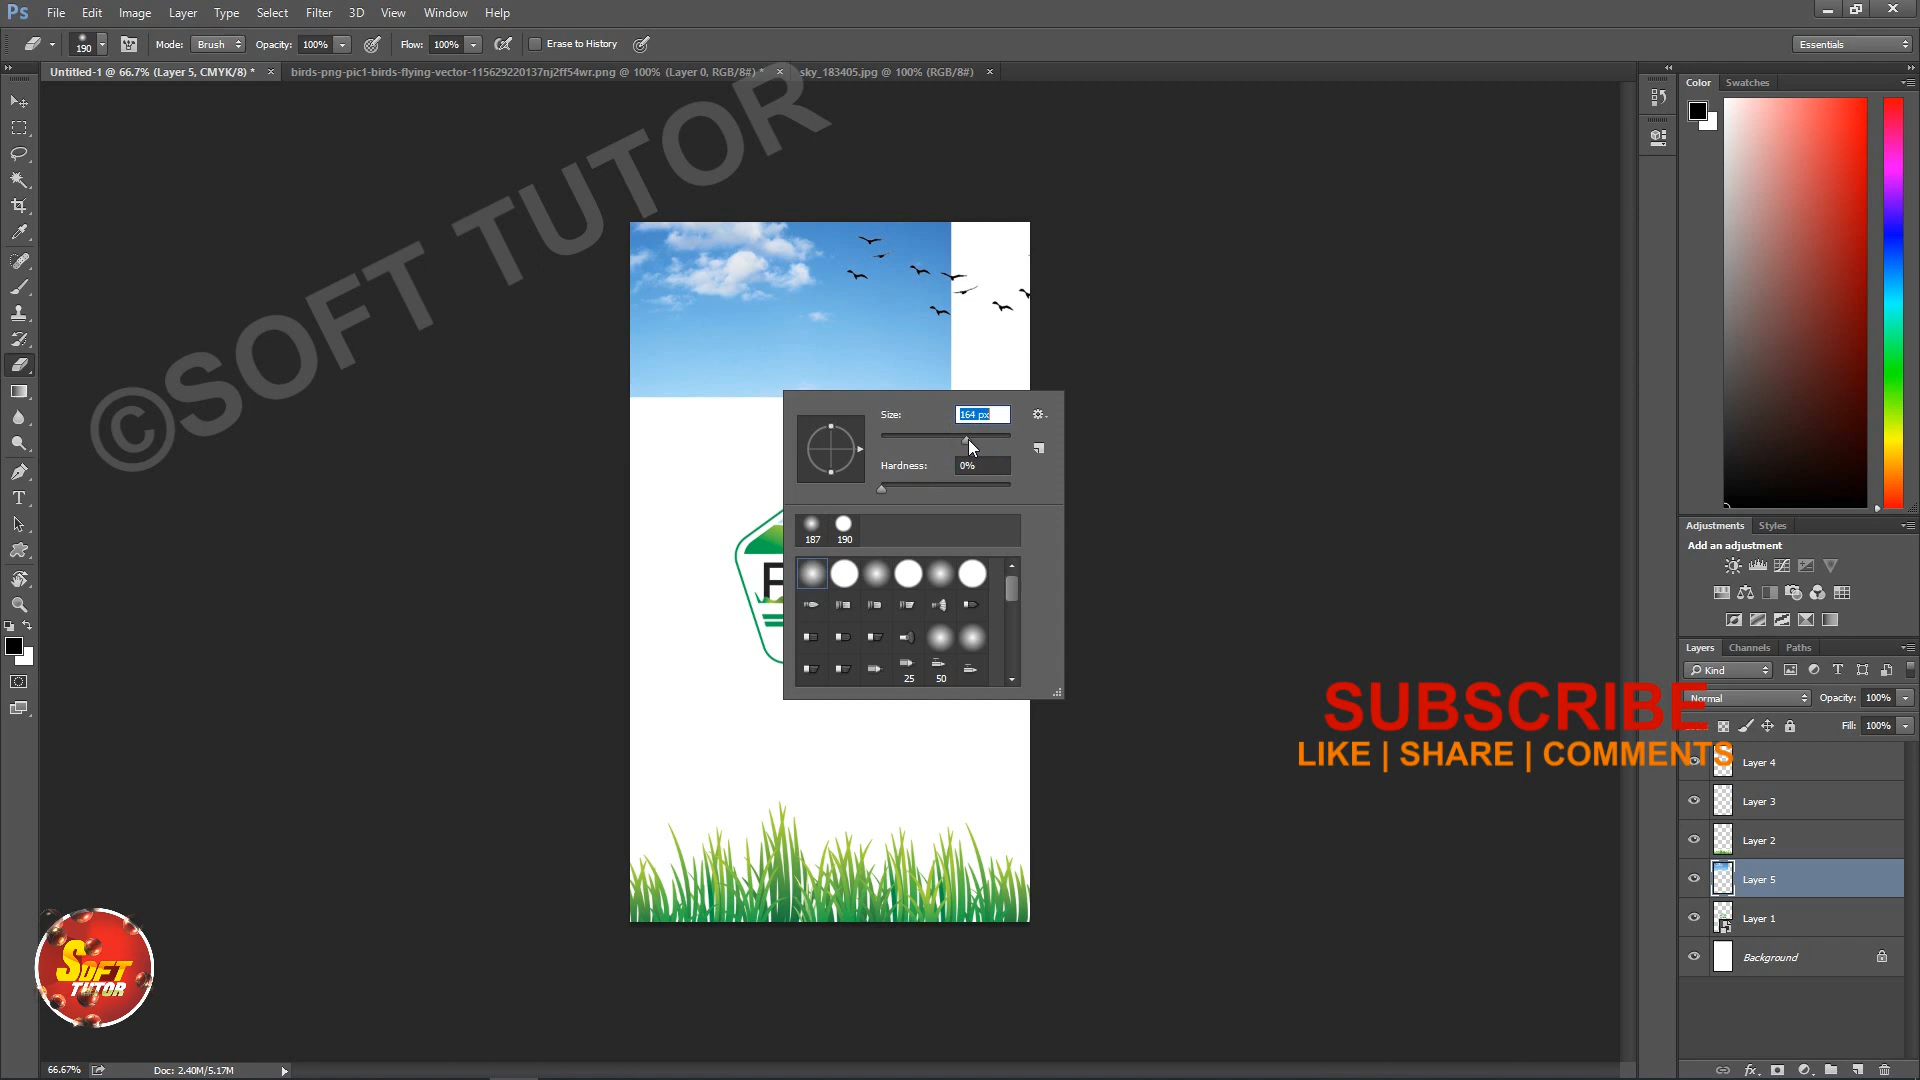 Ps File Edit Image Layer Type Select Filter 3D View Window Help
190 Mode: Brush Opacity: 100% Flow: 100% Erase to History Essentials
Untitled-1 @ 66.7% (Layer 5, CMYK/8) * × birds-png-pic1-birds-flying-vector-115629220137nj2ff54wr.png @ 100% (Layer 0, RGB/8#) * × sky_183405.jpg @ 100% (RGB/8#) ×
Color Swatches
©SOFT TUTOR
Size: 164 px
Hardness: 0%
187 190
25 50
F
Adjustments Styles
Add an adjustment
Layers Channels Paths
Kind
Normal Opacity: 100%
Fill: 100%
SUBSCRIBE
LIKE | SHARE | COMMENTS
Layer 4
Layer 3
Layer 2
Layer 5
Layer 1
Background
SOFT
TUTOR
66.67% Doc: 2.40M/5.17M